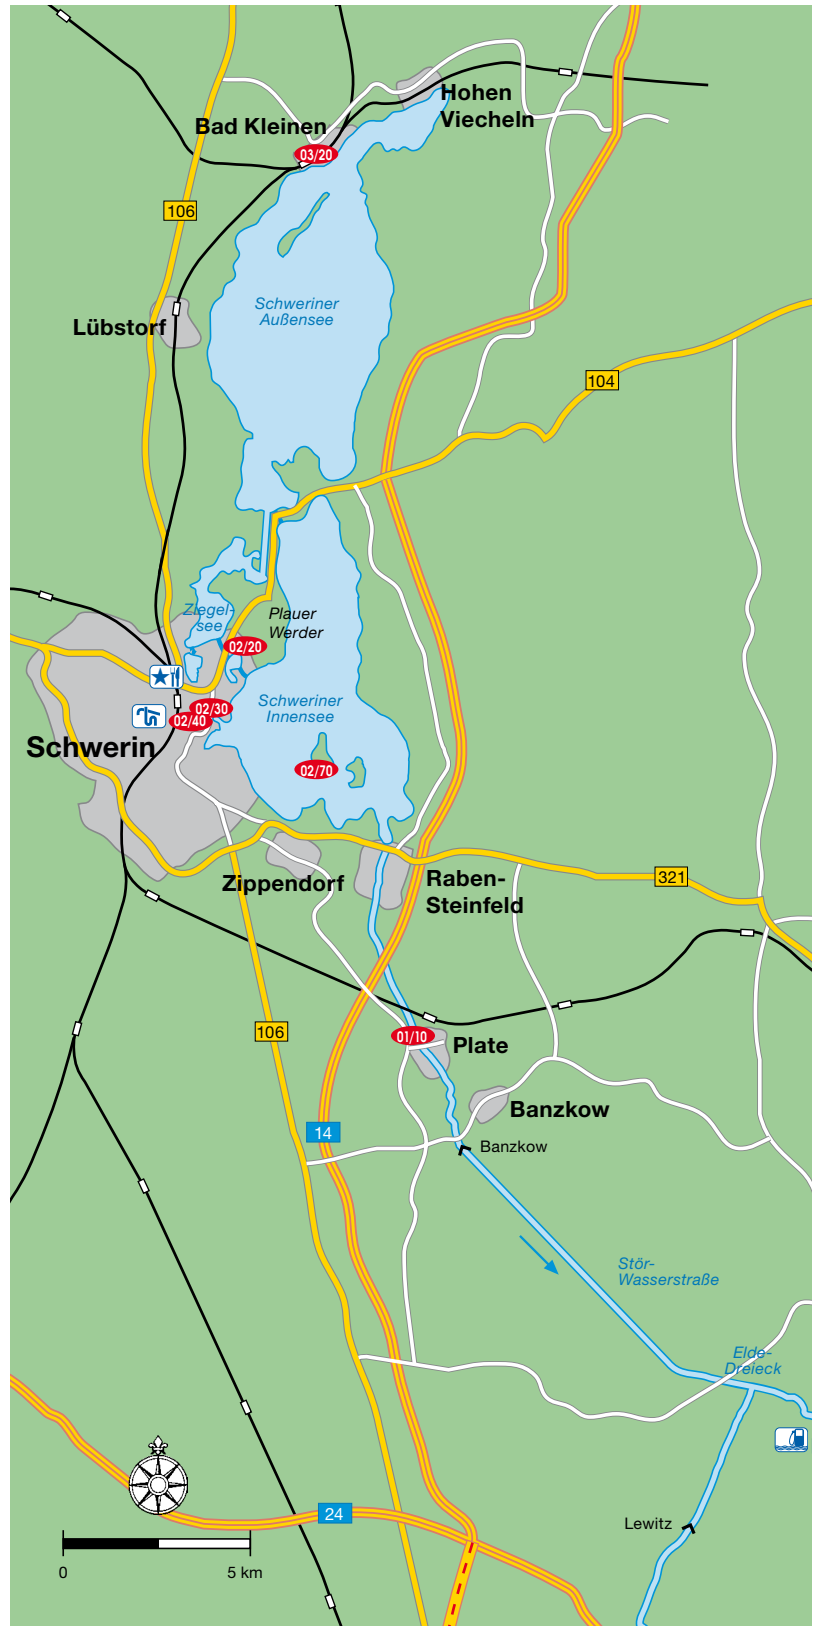 Hohen
Viecheln
Bad Kleinen
03/20
106
Schweriner
Außensee
Lübstorf
104
Ziegel-
see
Plauer
Werder
02/20
Schweriner
Innensee
02/30
02/40
Schwerin
02/70
Zippendorf
Raben-
Steinfeld
321
106
01/10
Plate
Banzkow
14
Banzkow
Stör-
Wasserstraße
Elde-
Dreieck
24
Lewitz
0
5 km